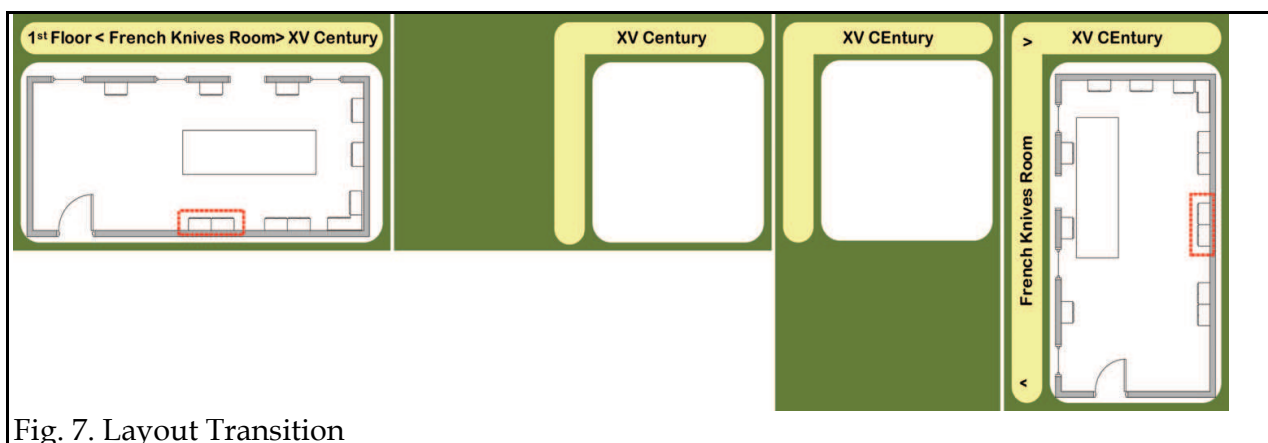 1st Floor < French Knives Room> XV Century
XV Century
XV CEntury
> XV CEntury
French Knives Room
<
Fig. 7. Layout Transition